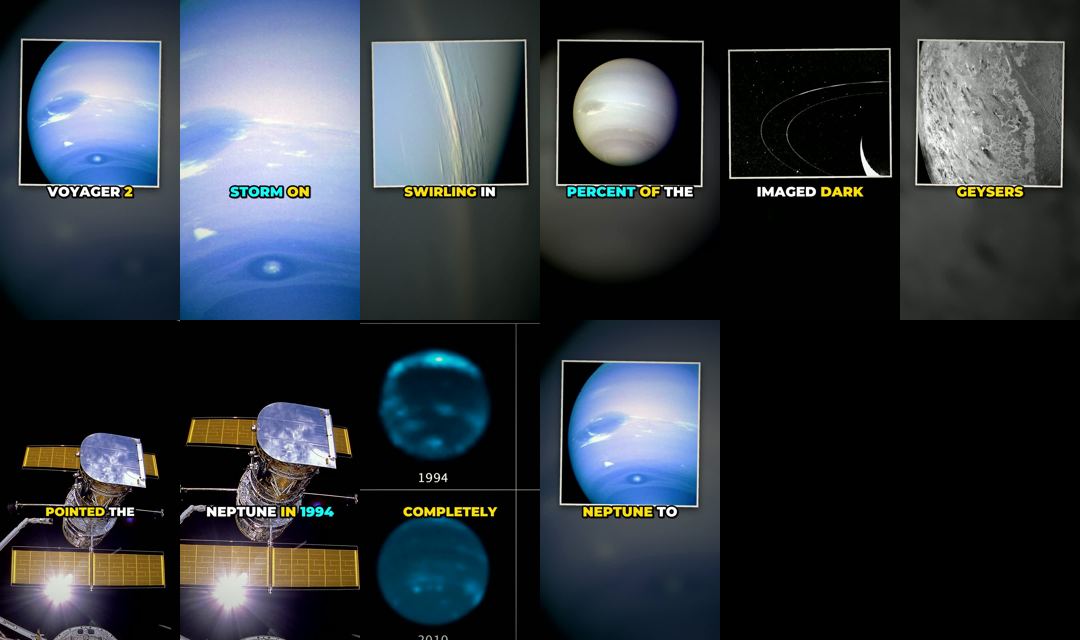 VOYAGER 2
STORM ON
SWIRLING IN
PERCENT OF THE
IMAGED DARK
GEYSERS
POINTED THE
NEPTUNE IN 1994
1994
COMPLETELY
2010
NEPTUNE TO